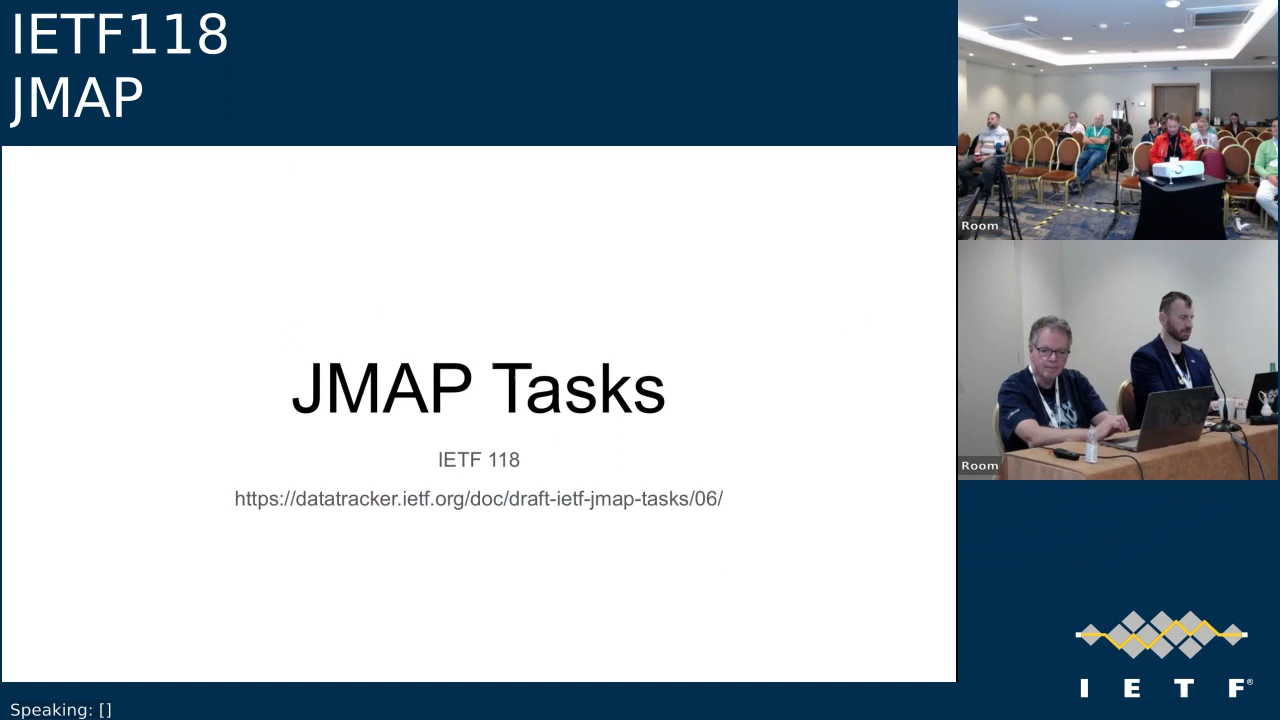 IETF118
JMAP
JMAP Tasks
IETF 118
https://datatracker.ietf.org/doc/draft-ietf-jmap-tasks/06/
Room
Room
I E T F®
Speaking: []